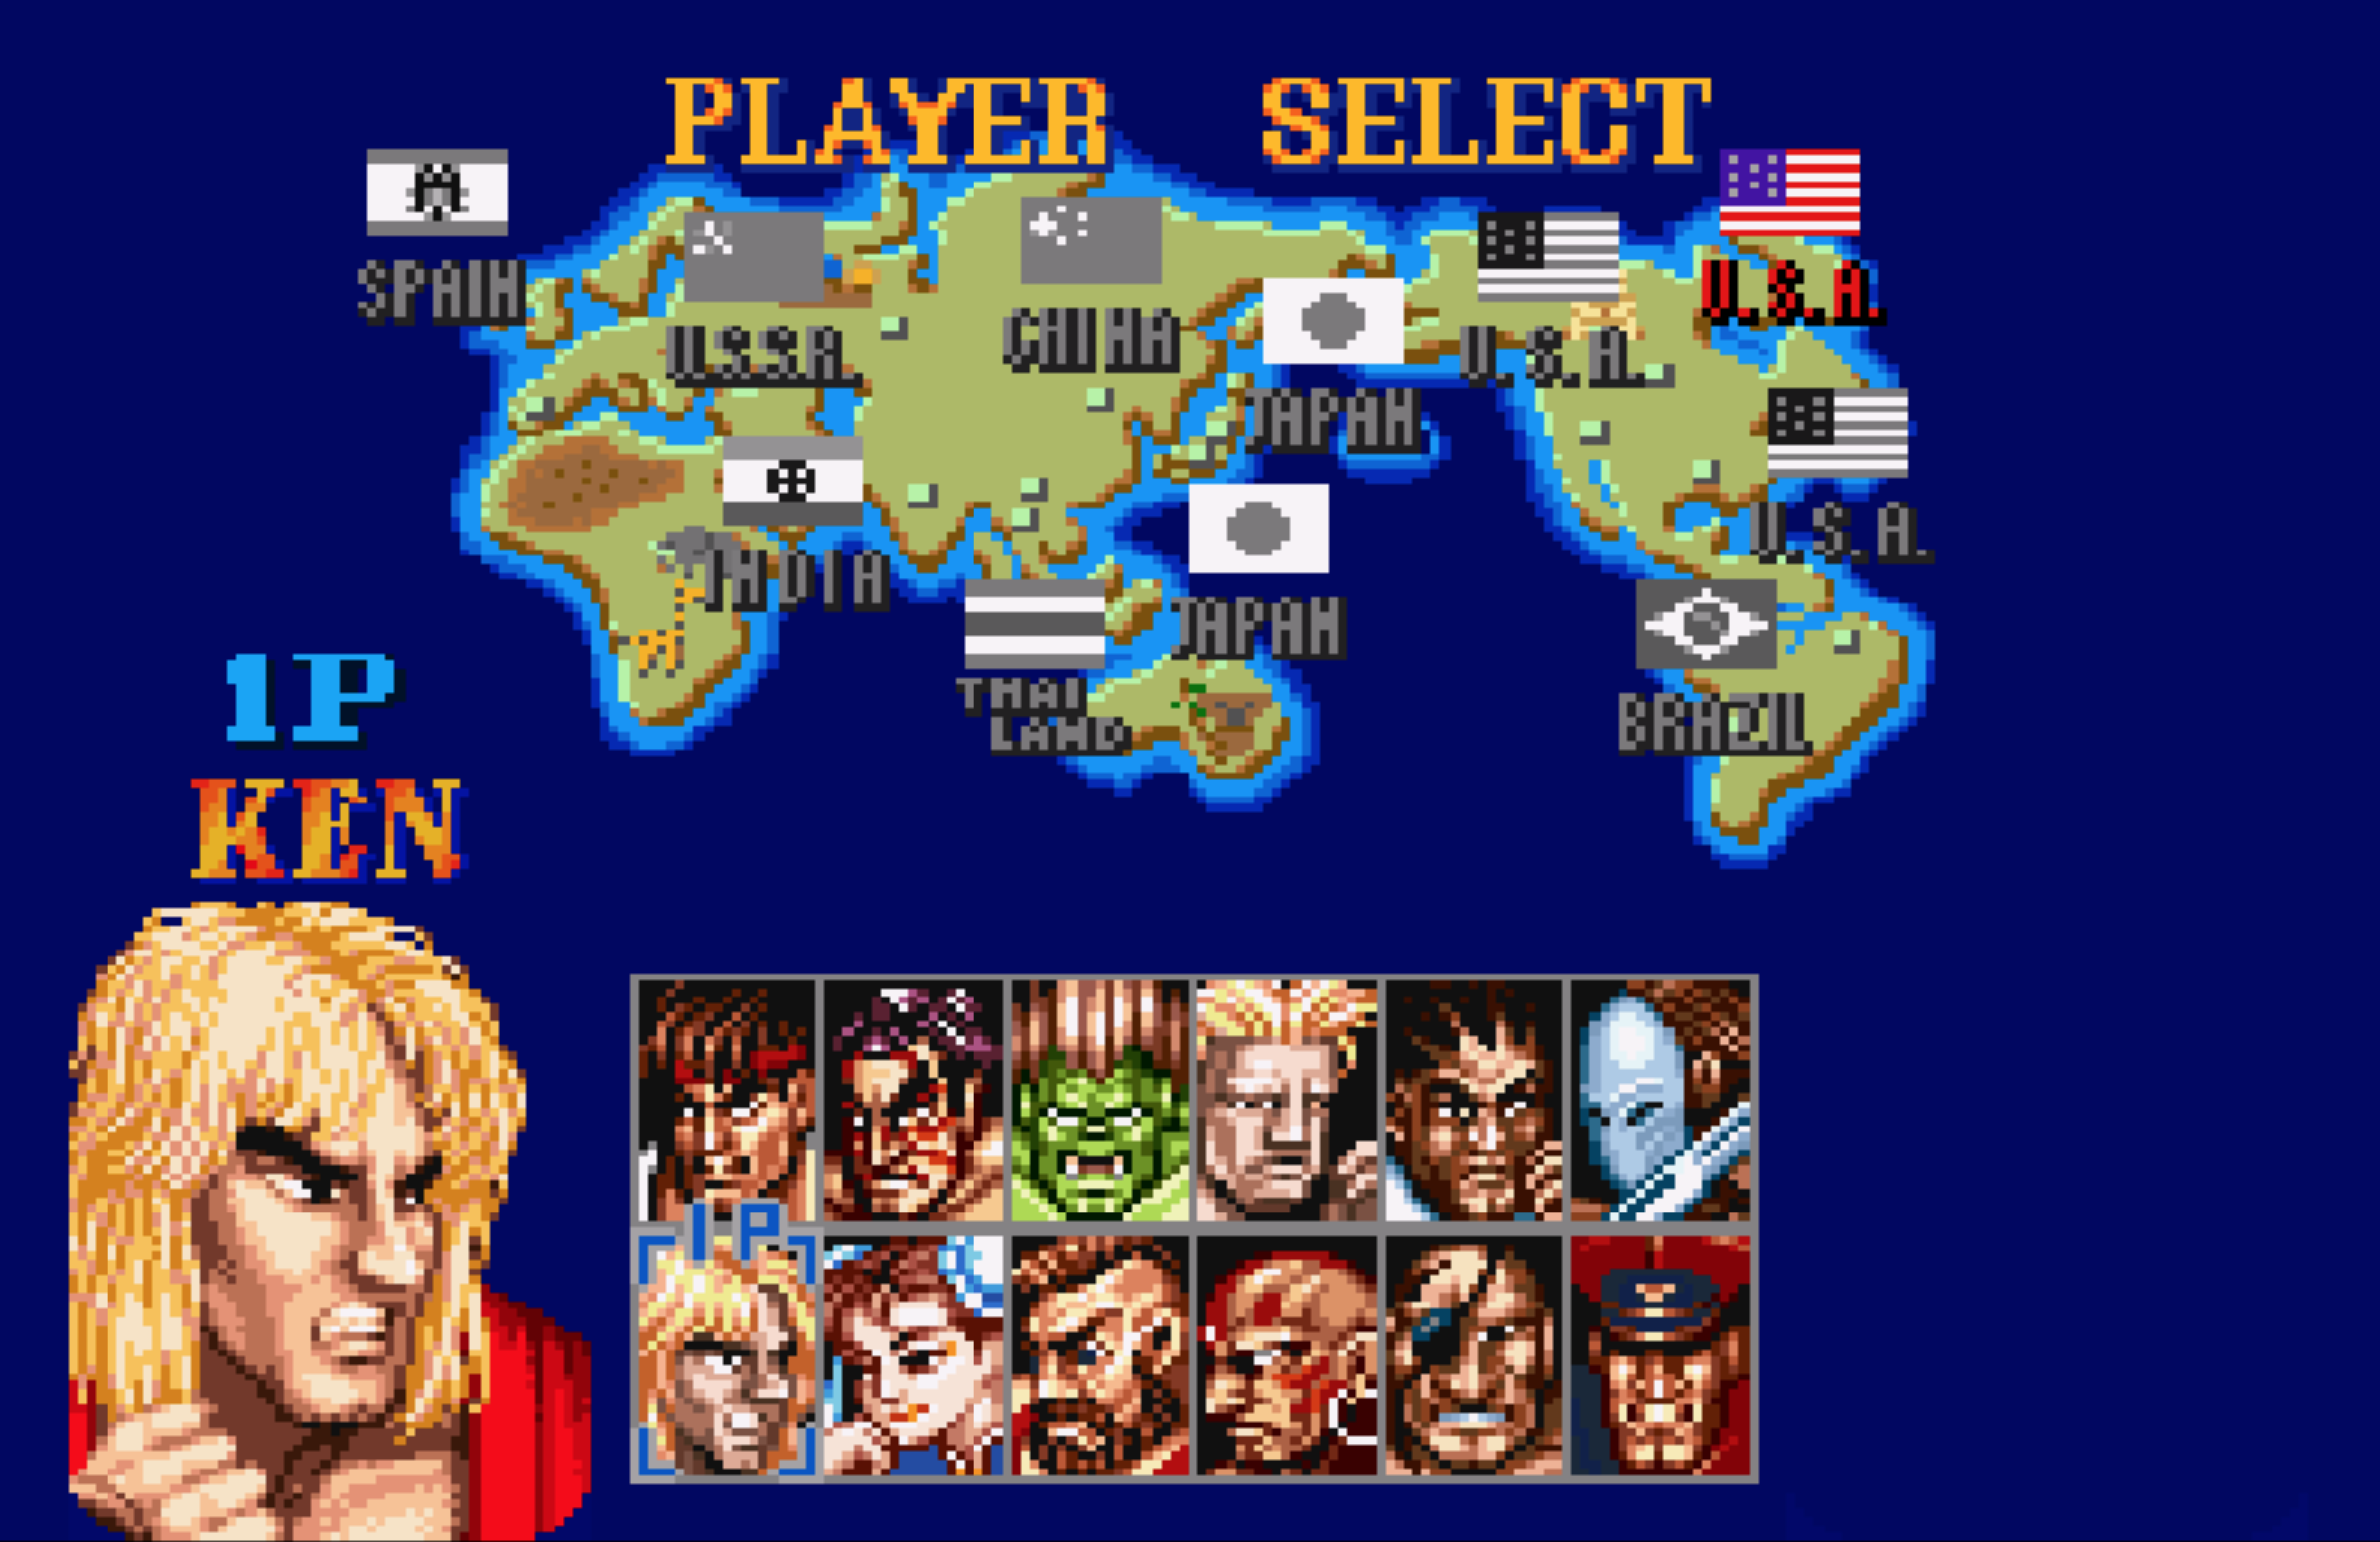 PLAYER SELECT
SPAIN
U.S.S.R.
CHINA
JAPAN
U.S.A.
U.S.A.
U.S.A.
INDIA
JAPAN
THAI
LAND
BRAZIL
1P
KEN
1P